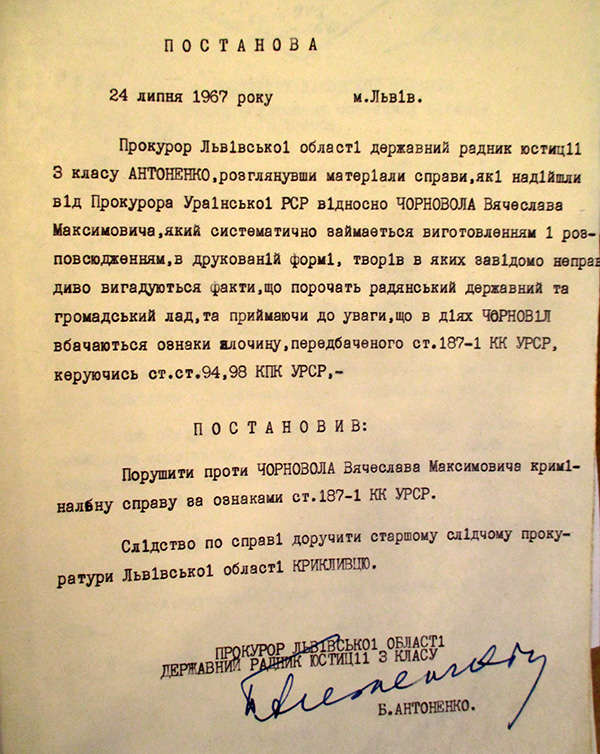 ПОСТАНОВА
24 липня 1967 року м.Львів.
Прокурор Львівської області державний радник юстиції
3 класу АНТОНЕНКО,розглянувши матеріали справи,які надійшли
від Прокурора Ураінської РСР відносно ЧОРНОВОЛА Вячеслава
Максимовича,який систематично займається виготовленням і роз-
повсюдженням,в друкованій формі, творів в яких завідомо неправ
диво вигадуються факти,що порочать радянський державний та
громадський лад,та приймаючи до уваги,що в діях ЧОРНОВІЛ
вбачаються ознаки злочину,передбаченого ст.187-1 КК УРСР,
керуючись ст.ст.94,98 КПК УРСР,-
ПОСТАНОВИВ:
Порушити проти ЧОРНОВОЛА Вячеслава Максимовича кримі-
нальну справу за ознаками ст.187-1 КК УРСР.
Слідство по справі доручити старшому слідчому проку-
ратури Львівської області КРИКЛИВЦЮ.
ПРОКУРОР ЛЬВІВСЬКОІ ОБЛАСТІ
ДЕРЖАВНИЙ РАДНИК ЮСТИЦІІ 3 КЛАСУ
Б.АНТОНЕНКО.